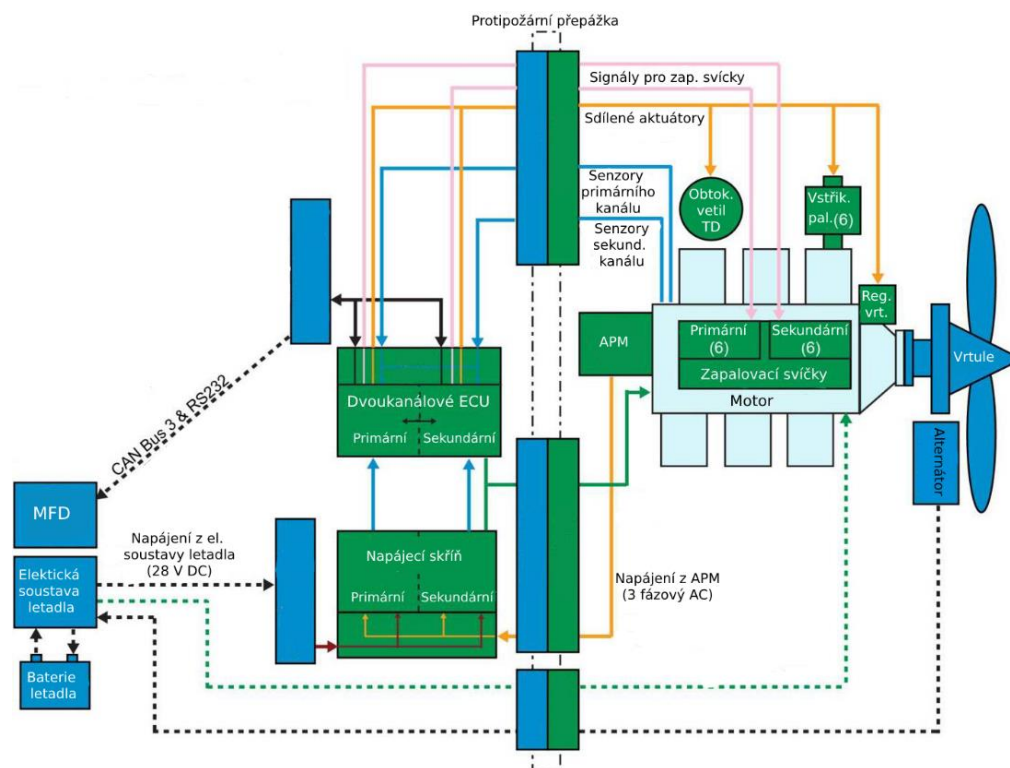 Protipožární přepážka
Signály pro zap. svícky
Sdílené aktuátory
Senzory
primárního
kanálu
Senzory
sekund.
kanálu
Obtok.
vetil
TD
Vstřik.
pal.(6)
Reg.
vrt.
APM
Primární
(6)
Sekundární
(6)
Zapalovací svíčky
Motor
Vrtule
Alternátor
Dvoukanálové ECU
Primární
Sekundární
CAN Bus 3 & RS232
MFD
Napájení z el.
soustavy letadla
(28 V DC)
Elektická
soustava
letadla
Baterie
letadla
Napájecí skříň
Primární
Sekundární
Napájení z APM
(3 fázový AC)